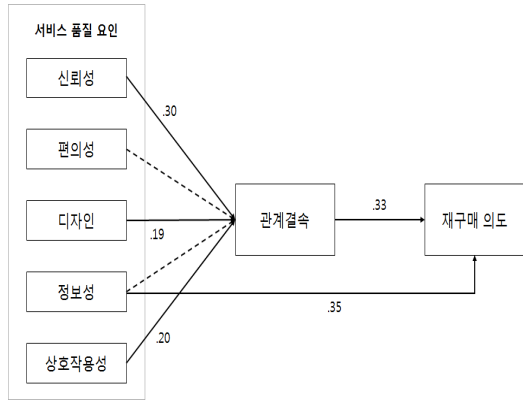 서비스 품질 요인
신뢰성
.30
편의성
디자인
.19
관계결속
.33
재구매 의도
정보성
.35
.20
상호작용성